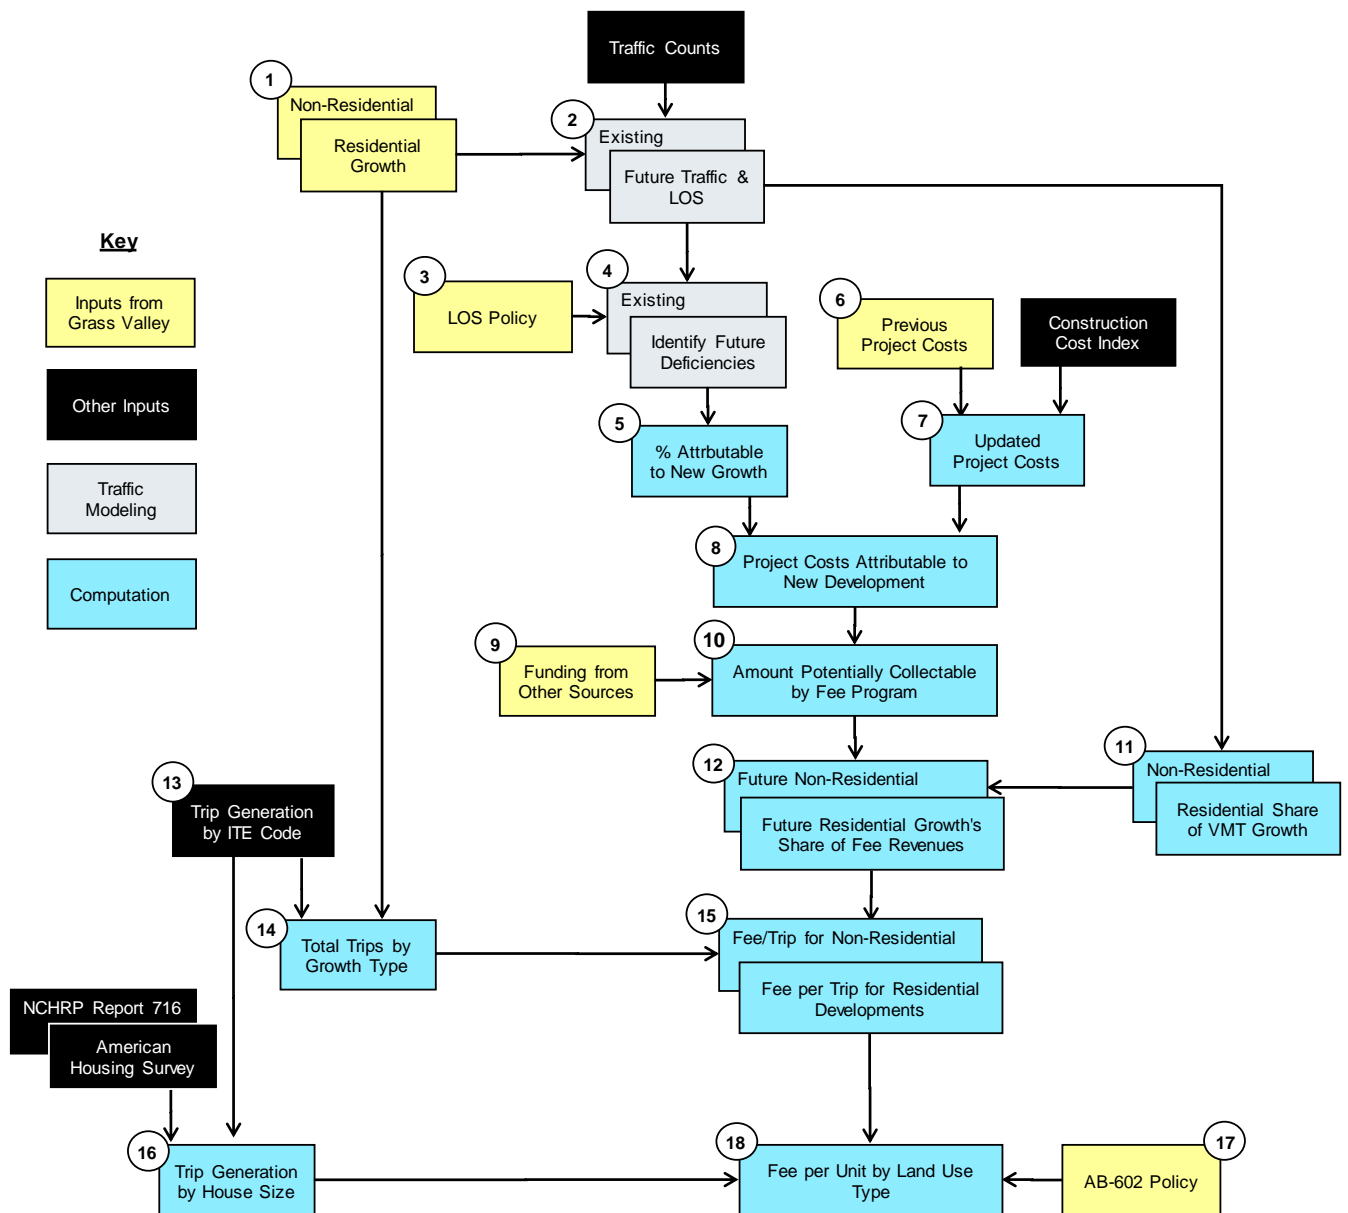 Traffic Counts
1
Non-Residential
Residential
Growth
2
Existing
Future Traffic &
LOS
Key
Inputs from
Grass Valley
Other Inputs
Traffic
Modeling
Computation
3
LOS Policy
4
Existing
Identify Future
Deficiencies
6
Previous
Project Costs
Construction
Cost Index
5
% Attrbutable
to New Growth
7
Updated
Project Costs
8
Project Costs Attributable to
New Development
9
Funding from
Other Sources
10
Amount Potentially Collectable
by Fee Program
11
Non-Residential
Residential Share
of VMT Growth
12
Future Non-Residential
Future Residential Growth's
Share of Fee Revenues
13
Trip Generation
by ITE Code
14
Total Trips by
Growth Type
15
Fee/Trip for Non-Residential
Fee per Trip for Residential
Developments
NCHRP Report 716
American
Housing Survey
16
Trip Generation
by House Size
18
Fee per Unit by Land Use
Type
17
AB-602 Policy